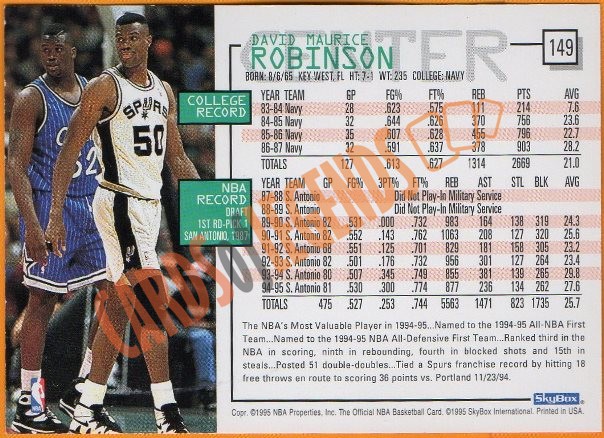 CENTER
DAVID MAURICE
ROBINSON
149
BORN: 8/6/65 KEY WEST, FL HT: 7-1 WT: 235 COLLEGE: NAVY
COLLEGE
RECORD
YEAR TEAM GP FG% FT% REB PTS AVG
83-84 Navy 28 .623 .575 111 214 7.6
84-85 Navy 32 .644 .626 370 756 23.6
85-86 Navy 35 .607 .628 455 796 22.7
86-87 Navy 32 .591 .637 378 903 28.2
TOTALS 127 .613 .627 1314 2669 21.0
NBA
RECORD
DRAFT
1ST RD-PICK 1
SAN ANTONIO, 1987
YEAR TEAM GP FG% 3PT% FT% REB AST STL BLK AVG
87-88 S. Antonio Did Not Play-In Military Service
88-89 S. Antonio Did Not Play-In Military Service
89-90 S. Antonio 82 .531 .000 .732 983 164 138 319 24.3
90-91 S. Antonio 82 .552 .143 .762 1063 208 127 320 25.6
91-92 S. Antonio 68 .551 .125 .701 829 181 158 305 23.2
92-93 S. Antonio 82 .501 .176 .732 956 301 127 264 23.4
93-94 S. Antonio 80 .507 .345 .749 855 381 139 265 29.8
94-95 S. Antonio 81 .530 .300 .774 877 236 134 262 27.6
TOTALS 475 .527 .253 .744 5563 1471 823 1735 25.7
The NBA's Most Valuable Player in 1994-95...Named to the 1994-95 All-NBA First
Team...Named to the 1994-95 All-Defensive First Team...Ranked third in the
NBA in scoring, ninth in rebounding, fourth in blocked shots and 15th in
steals...Posted 51 double-doubles...Tied a Spurs franchise record by hitting 18
free throws en route to scoring 36 points vs. Portland 11/23/94.
Copr. ©1995 NBA Properties, Inc. The Official NBA Basketball Card. ©1995 SkyBox International. Printed in USA.
SkyBox
NBA
HOOPS
SPURS
50
32
CARDS OF LEGENDS